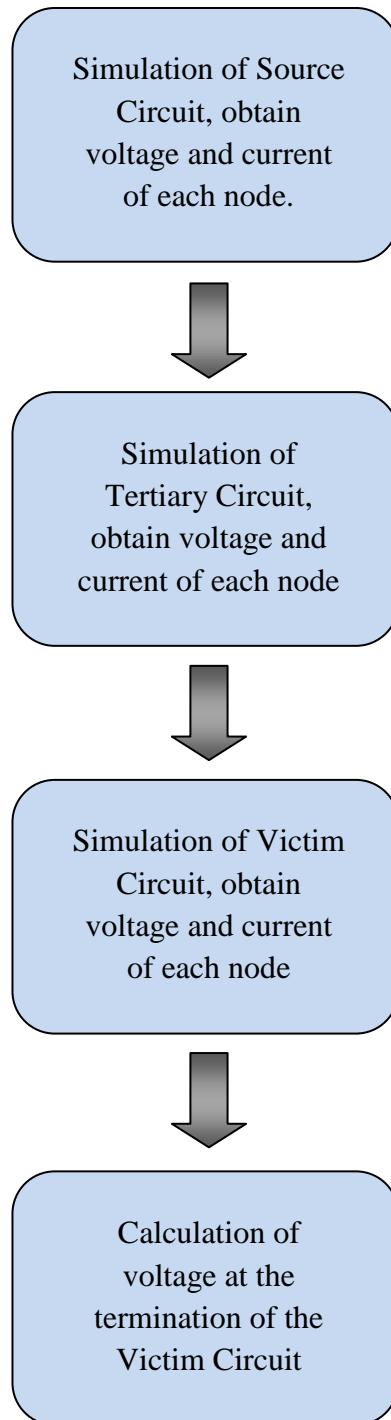 Simulation of Source
Circuit, obtain
voltage and current
of each node.
Simulation of
Tertiary Circuit,
obtain voltage and
current of each node
Simulation of Victim
Circuit, obtain
voltage and current
of each node
Calculation of
voltage at the
termination of the
Victim Circuit